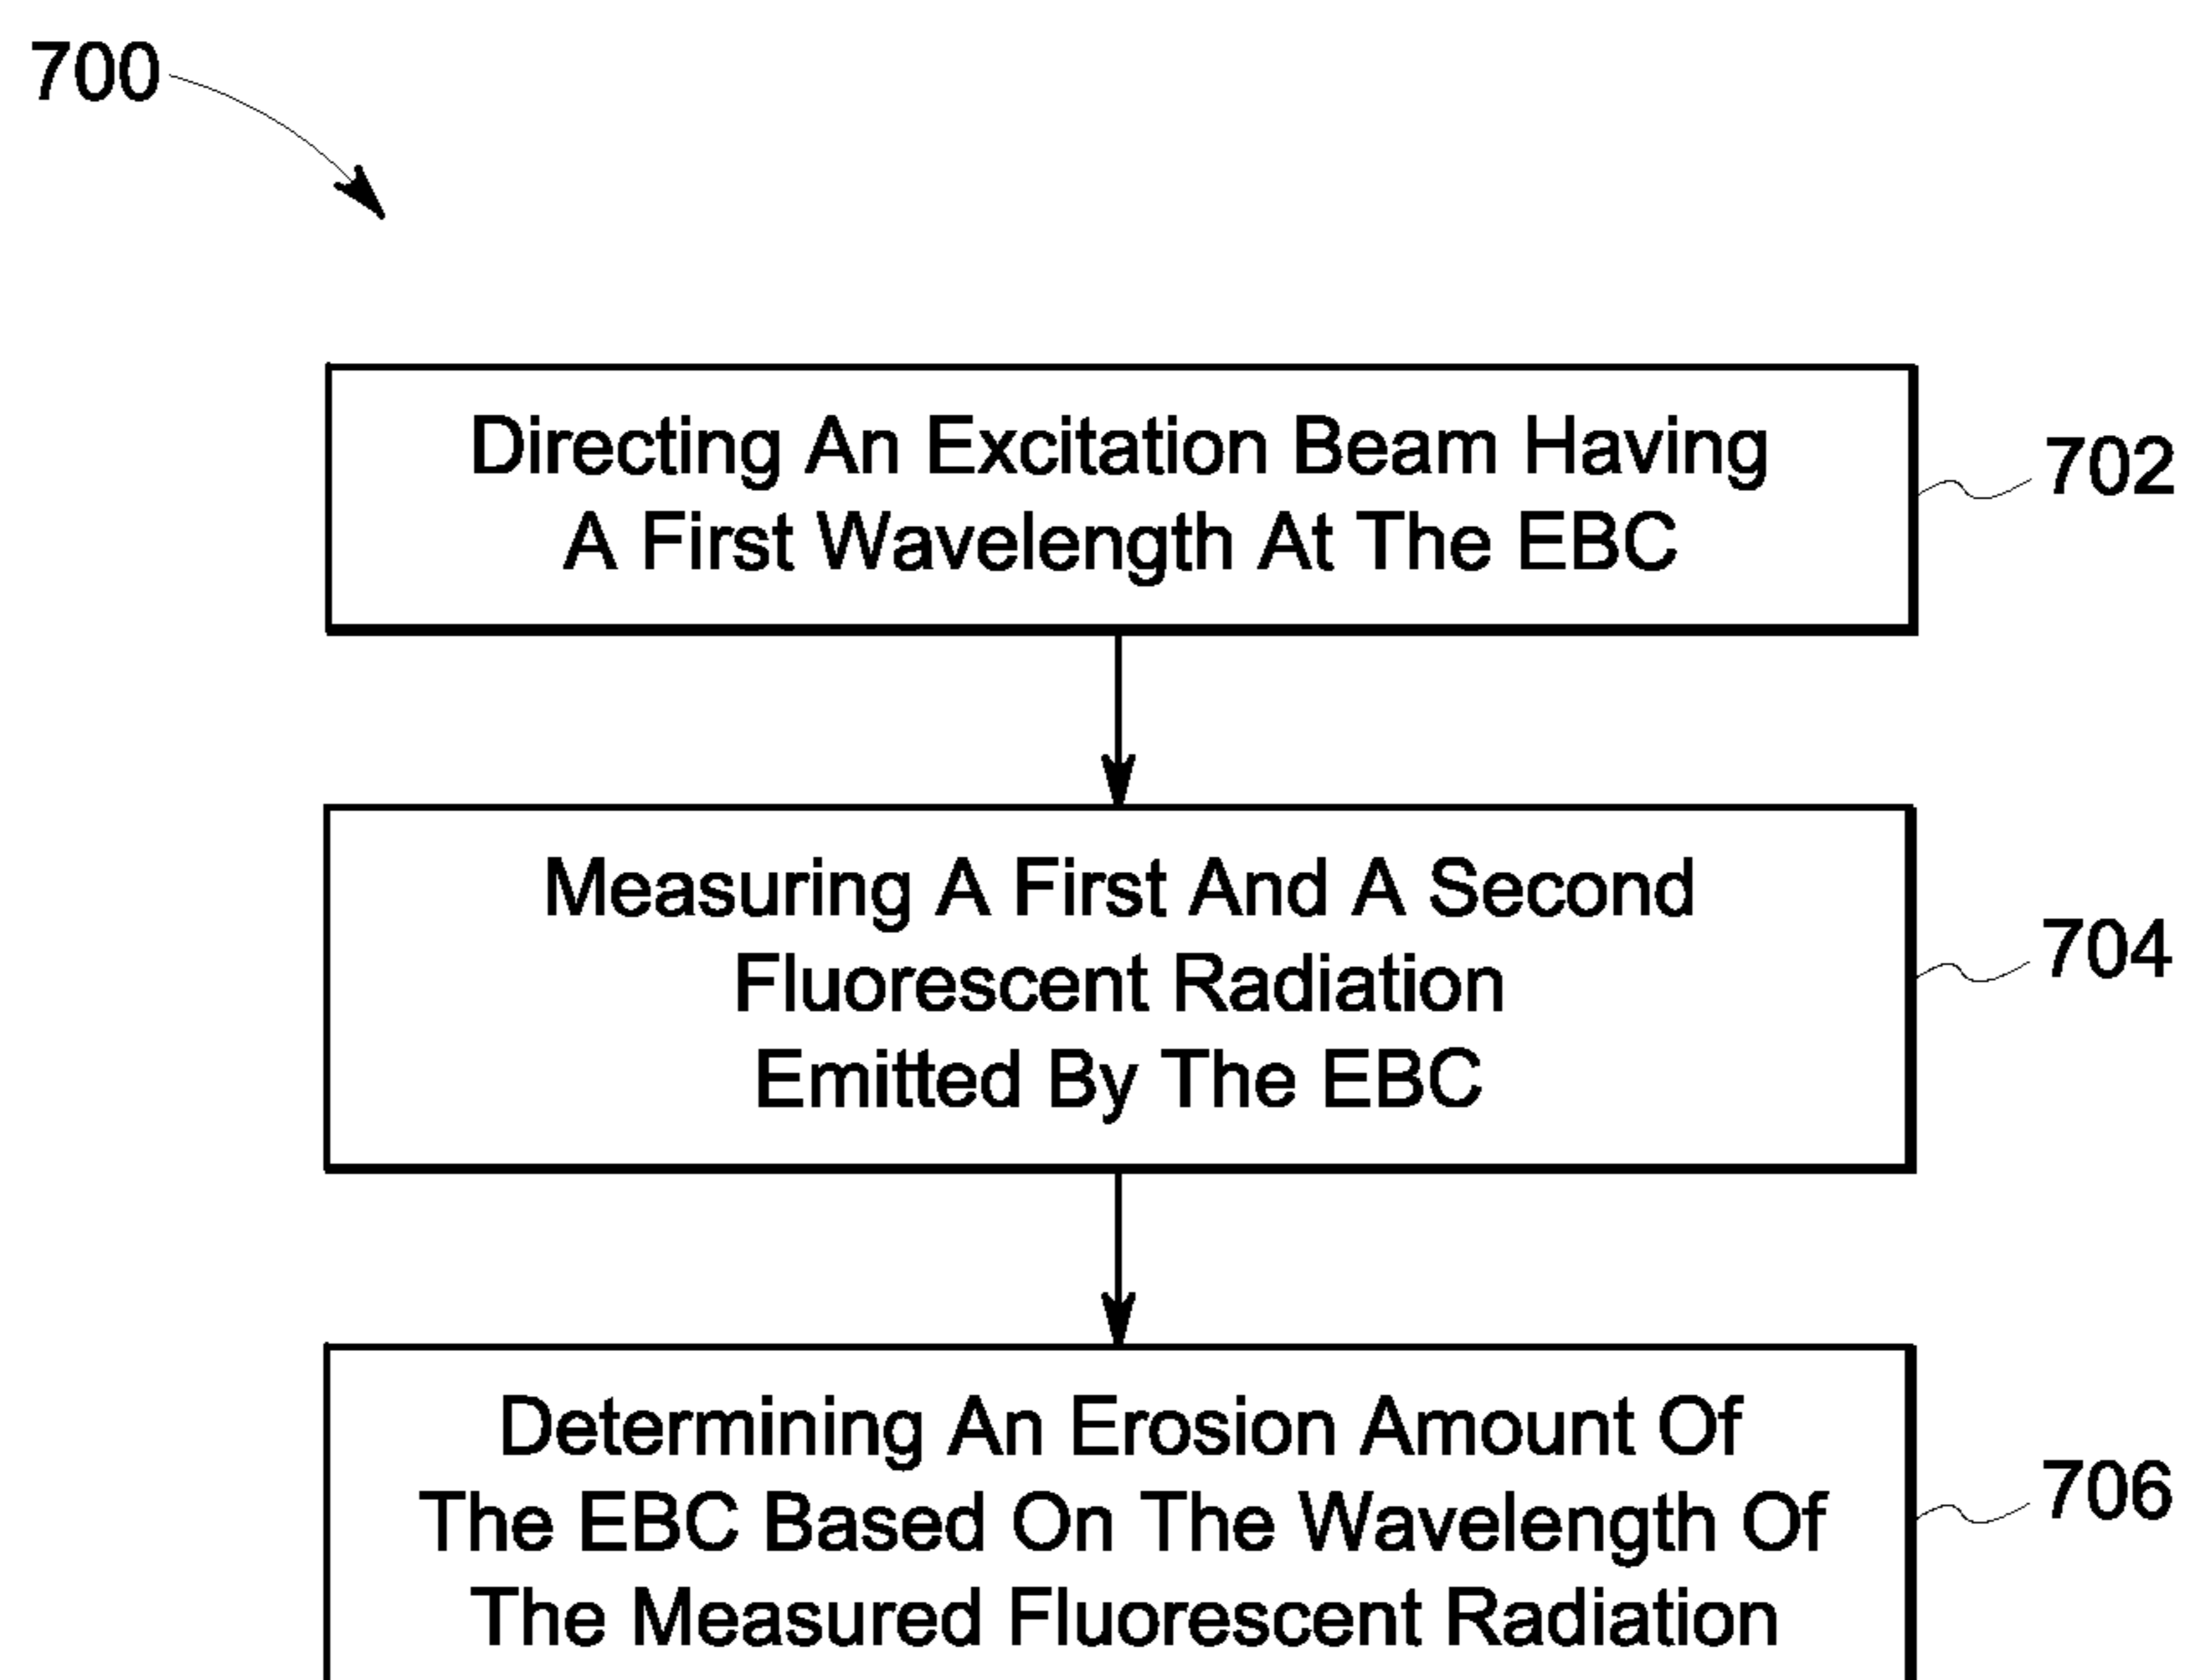 700
Directing An Excitation Beam Having
A First Wavelength At The EBC
702
Measuring A First And A Second
Fluorescent Radiation
Emitted By The EBC
704
Determining An Erosion Amount Of
The EBC Based On The Wavelength Of
The Measured Fluorescent Radiation
706